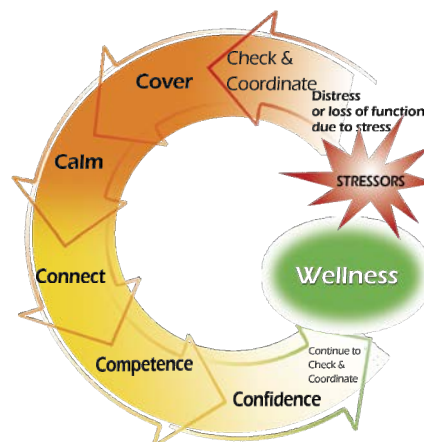 Check &
Coordinate
Cover
Distress
or loss of function
due to stress
STRESSORS
Calm
Connect
Wellness
Competence
Continue to
Check &
Coordinate
Confidence